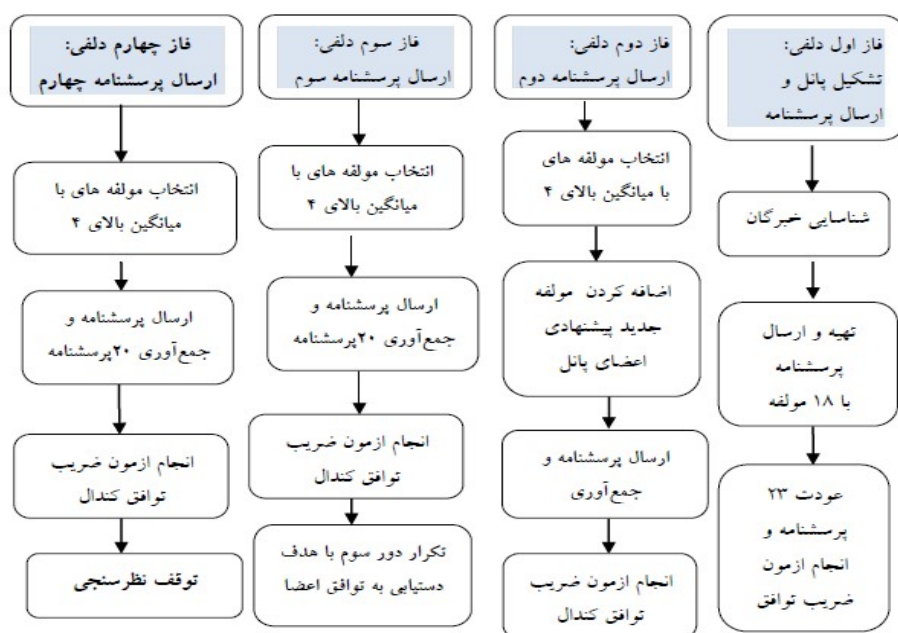 فاز اول دلفی:
تشکیل پانل و
ارسال پرسشنامه
شناسایی خبرگان
تهیه و ارسال
پرسشنامه
با ۱۸ مولفه
عودت ۲۳
پرسشنامه و
انجام ازمون
ضریب توافق
فاز دوم دلفی:
ارسال پرسشنامه دوم
انتخاب مولفه های
با میانگین بالای ۴
اضافه کردن مولفه
جدید پیشنهادی
اعضای پانل
ارسال پرسشنامه و
جمع‌آوری
انجام ازمون ضریب
توافق کندال
فاز سوم دلفی:
ارسال پرسشنامه سوم
انتخاب مولفه های با
میانگین بالای ۴
ارسال پرسشنامه و
جمع‌آوری ۲۰پرسشنامه
انجام ازمون ضریب
توافق کندال
تکرار دور سوم با هدف
دستیابی به توافق اعضا
فاز چهارم دلفی:
ارسال پرسشنامه چهارم
انتخاب مولفه های با
میانگین بالای ۴
ارسال پرسشنامه و
جمع‌آوری ۲۰پرسشنامه
انجام ازمون ضریب
توافق کندال
توقف نظرسنجی